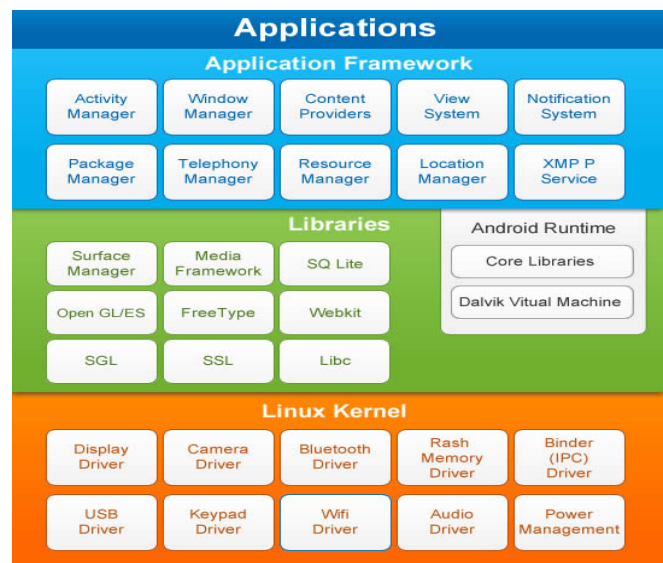 Applications
Application Framework
Activity
Manager
Window
Manager
Content
Providers
View
System
Notification
System
Package
Manager
Telephony
Manager
Resource
Manager
Location
Manager
XMP P
Service
Libraries
Surface
Manager
Media
Framework
SQ Lite
Open GL/ES
FreeType
Webkit
SGL
SSL
Libc
Android Runtime
Core Libraries
Dalvik Vitual Machine
Linux Kernel
Display
Driver
Camera
Driver
Bluetooth
Driver
Rash
Memory
Driver
Binder
(IPC)
Driver
USB
Driver
Keypad
Driver
Wifi
Driver
Audio
Driver
Power
Management